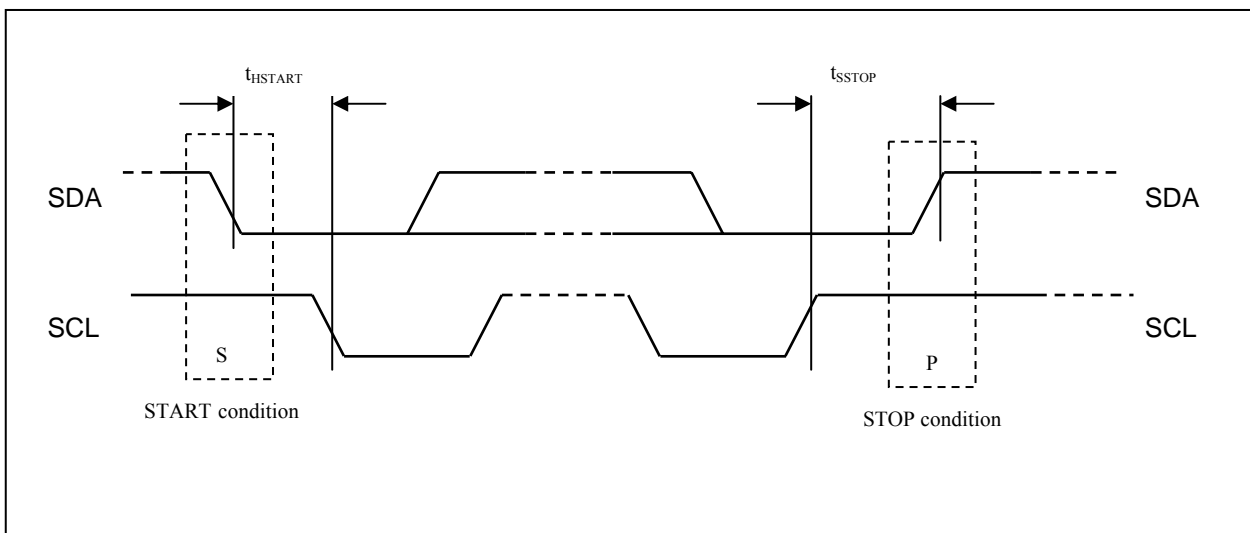 tHSTART
tSSTOP
SDA
SDA
SCL
SCL
S
P
START condition
STOP condition